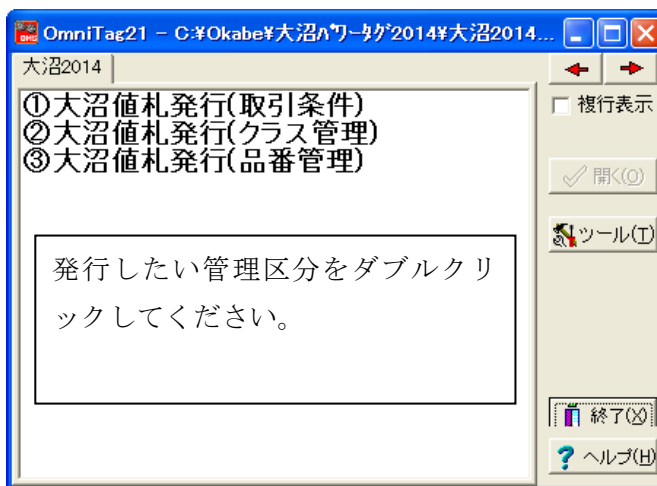 OmniTag21 - C:¥Okabe¥大沼ﾊﾟﾜｰﾀｸﾞ2014¥大沼2014...
大沼2014
複行表示
①大沼値札発行(取引条件)
②大沼値札発行(クラス管理)
③大沼値札発行(品番管理)
開く(O)
ツール(T)
発行したい管理区分をダブルクリ
ックしてください。
終了(X)
ヘルプ(H)